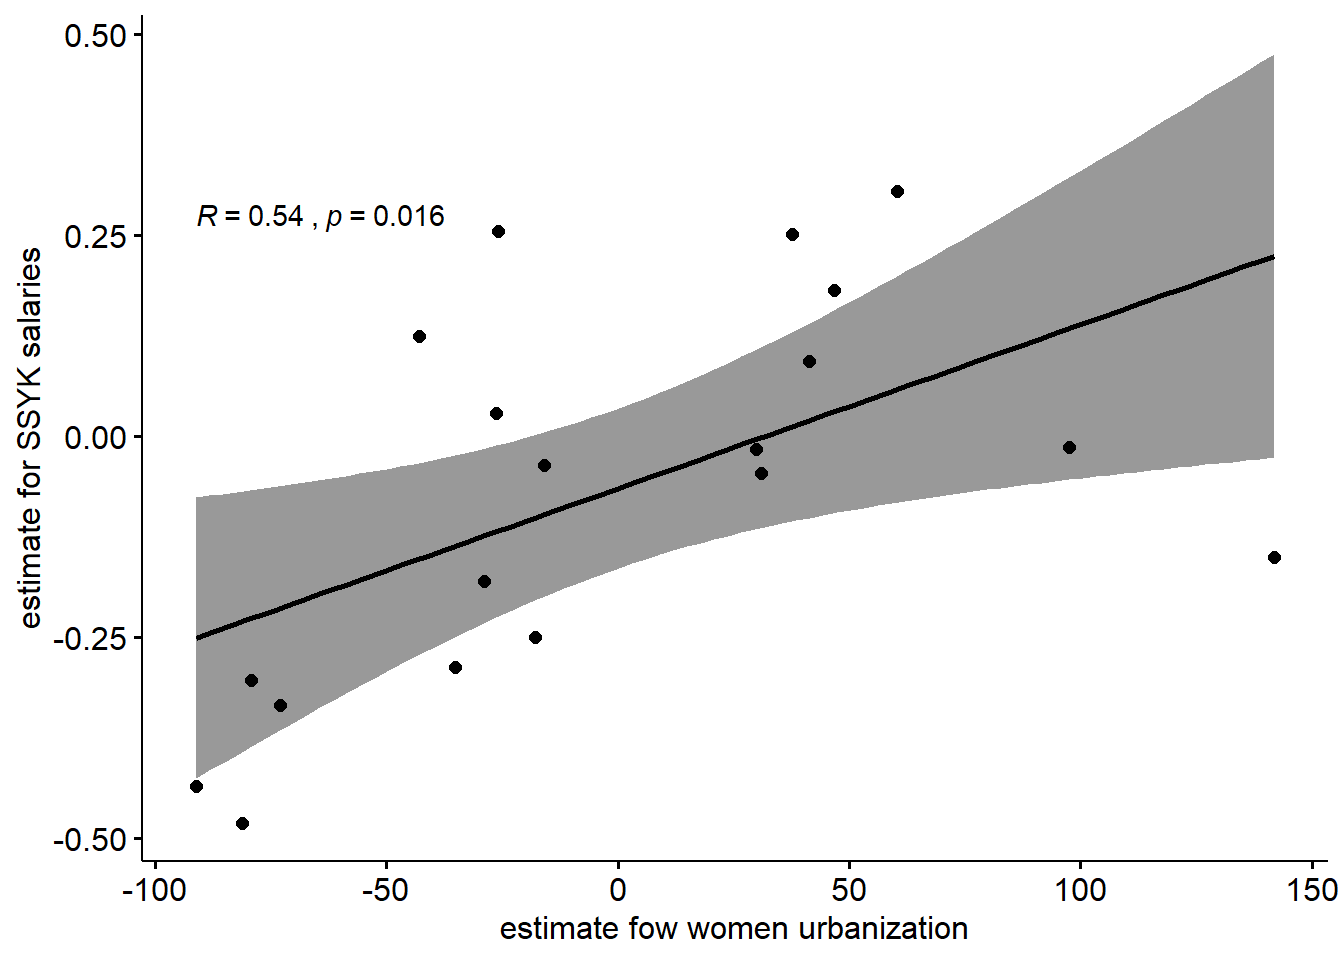 0.50
R = 0.54 , p = 0.016
0.25
0.00
-0.25
-0.50
estimate for SSYK salaries
-100 -50 0 50 100 150
estimate fow women urbanization